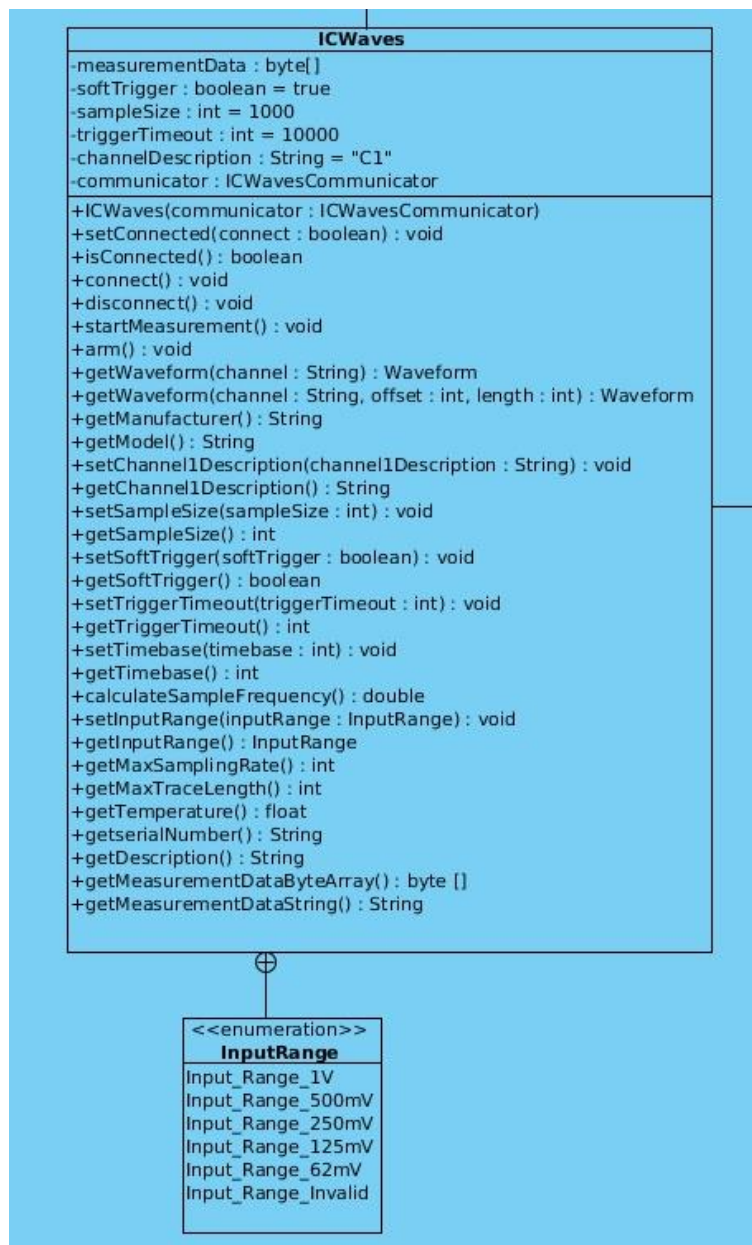 ICWaves
-measurementData : byte[]
-softTrigger : boolean = true
-sampleSize : int = 1000
-triggerTimeout : int = 10000
-channelDescription : String = "C1"
-communicator : ICWavesCommunicator
+ICWaves(communicator : ICWavesCommunicator)
+setConnected(connect : boolean) : void
+isConnected() : boolean
+connect() : void
+disconnect() : void
+startMeasurement() : void
+arm() : void
+getWaveform(channel : String) : Waveform
+getWaveform(channel : String, offset : int, length : int) : Waveform
+getManufacturer() : String
+getModel() : String
+setChannel1Description(channel1Description : String) : void
+getChannel1Description() : String
+setSampleSize(sampleSize : int) : void
+getSampleSize() : int
+setSoftTrigger(softTrigger : boolean) : void
+getSoftTrigger() : boolean
+setTriggerTimeout(triggerTimeout : int) : void
+getTriggerTimeout() : int
+setTimebase(timebase : int) : void
+getTimebase() : int
+calculateSampleFrequency() : double
+setInputRange(inputRange : InputRange) : void
+getInputRange() : InputRange
+getMaxSamplingRate() : int
+getMaxTraceLength() : int
+getTemperature() : float
+getserialNumber() : String
+getDescription() : String
+getMeasurementDataByteArray() : byte []
+getMeasurementDataString() : String
<<enumeration>>
InputRange
Input_Range_1V
Input_Range_500mV
Input_Range_250mV
Input_Range_125mV
Input_Range_62mV
Input_Range_Invalid